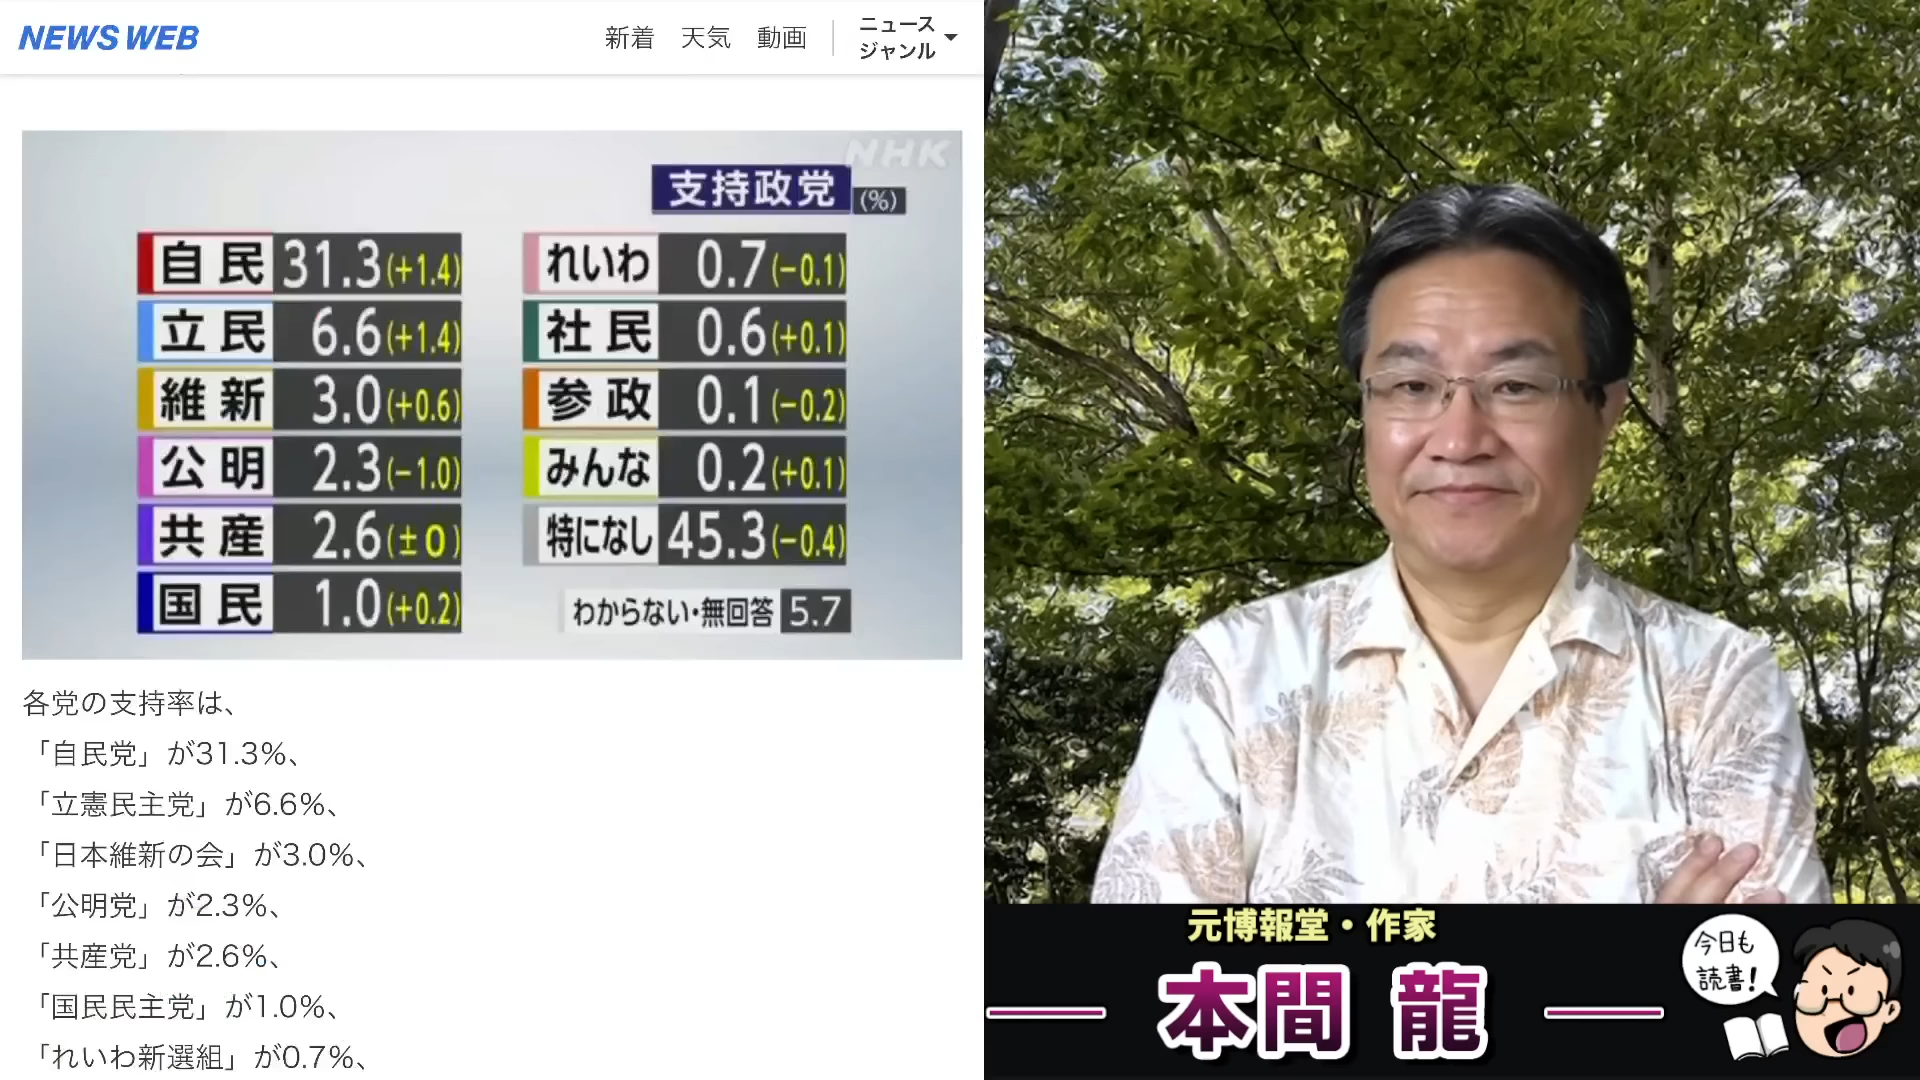 NEWS WEB
新着 天気 動画 ニュース
ジャンル
NHK
支持政党 (%)
自民 31.3 (+1.4)
立民 6.6 (+1.4)
維新 3.0 (+0.6)
公明 2.3 (−1.0)
共産 2.6 (±0)
国民 1.0 (+0.2)
れいわ 0.7 (−0.1)
社民 0.6 (+0.1)
参政 0.1 (−0.2)
みんな 0.2 (+0.1)
特になし 45.3 (−0.4)
わからない・無回答 5.7
各党の支持率は、
「自民党」が31.3%、
「立憲民主党」が6.6%、
「日本維新の会」が3.0%、
「公明党」が2.3%、
「共産党」が2.6%、
「国民民主党」が1.0%、
「れいわ新選組」が0.7%、
元博報堂・作家
本間 龍
今日も
読書!